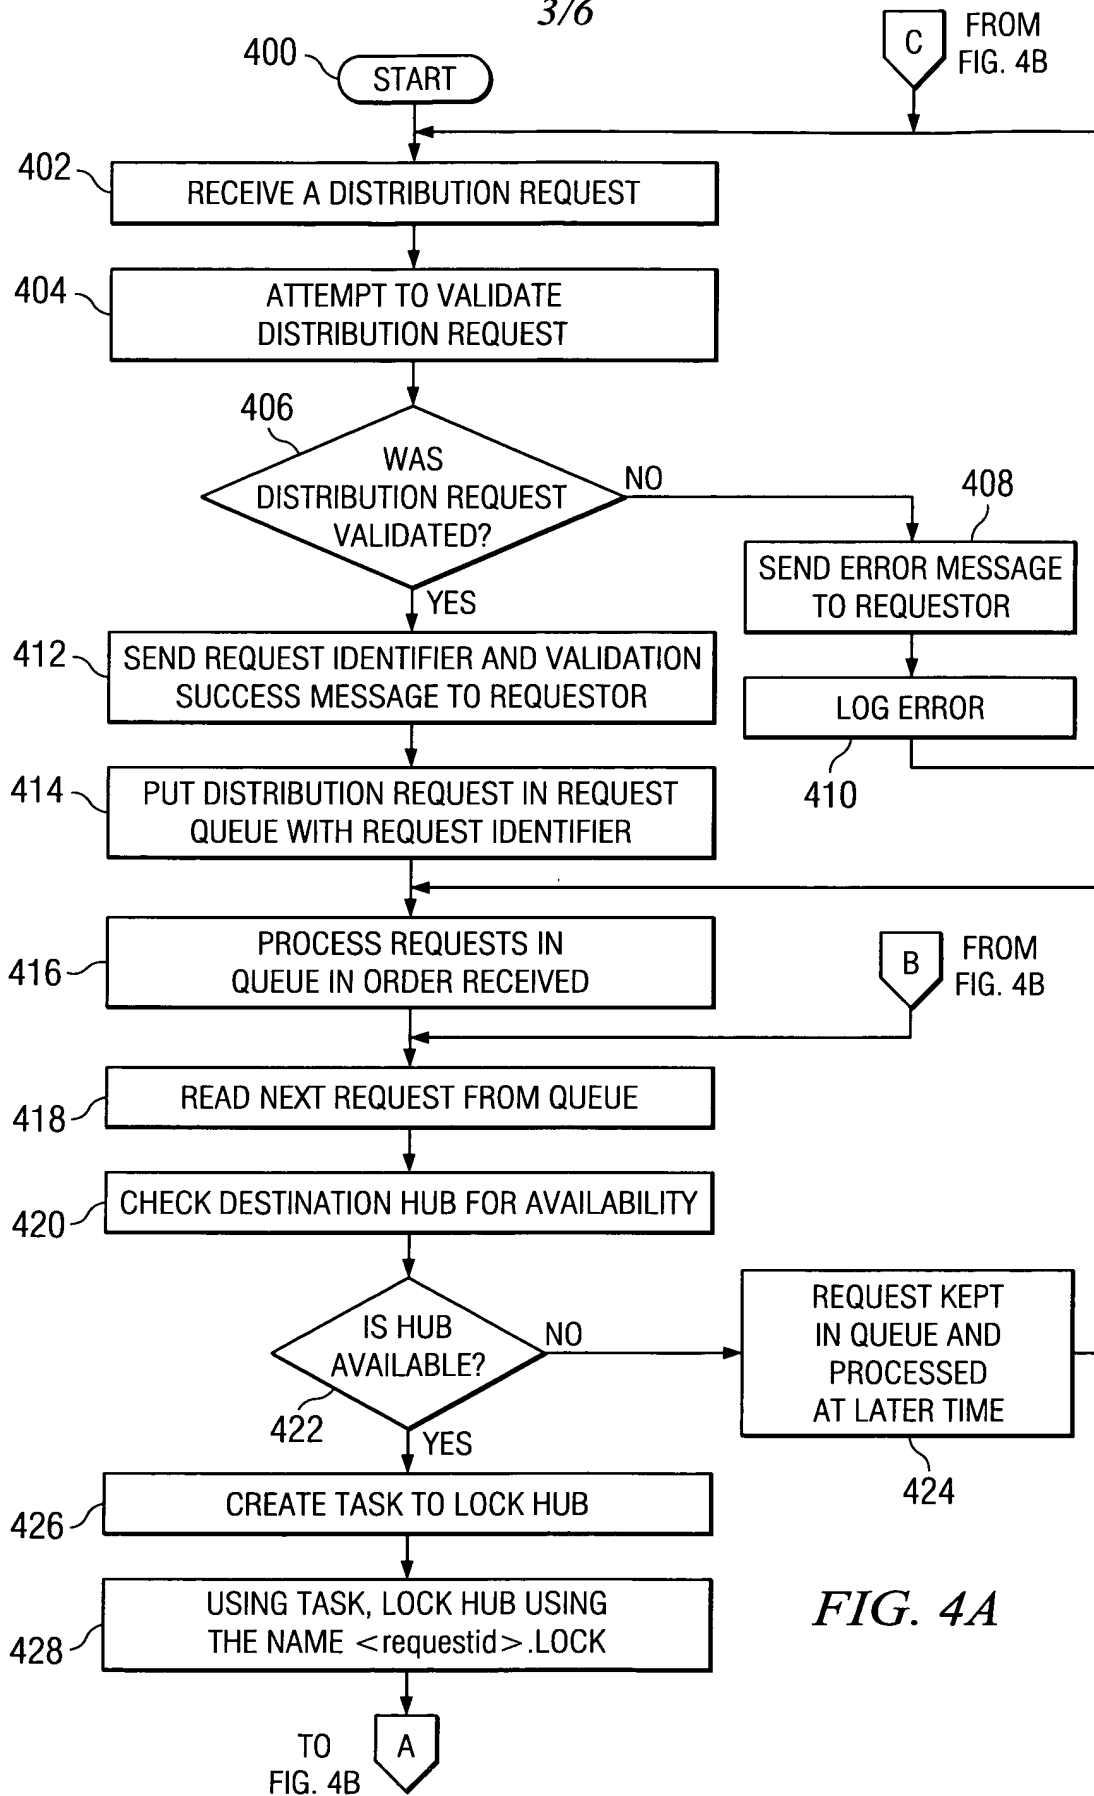 3/6
400
START
C
FROM
FIG. 4B
402
RECEIVE A DISTRIBUTION REQUEST
404
ATTEMPT TO VALIDATE
DISTRIBUTION REQUEST
406
WAS
DISTRIBUTION REQUEST
VALIDATED?
NO
YES
408
SEND ERROR MESSAGE
TO REQUESTOR
LOG ERROR
410
412
SEND REQUEST IDENTIFIER AND VALIDATION
SUCCESS MESSAGE TO REQUESTOR
414
PUT DISTRIBUTION REQUEST IN REQUEST
QUEUE WITH REQUEST IDENTIFIER
416
PROCESS REQUESTS IN
QUEUE IN ORDER RECEIVED
B
FROM
FIG. 4B
418
READ NEXT REQUEST FROM QUEUE
420
CHECK DESTINATION HUB FOR AVAILABILITY
IS HUB
AVAILABLE?
422
NO
YES
REQUEST KEPT
IN QUEUE AND
PROCESSED
AT LATER TIME
424
426
CREATE TASK TO LOCK HUB
428
USING TASK, LOCK HUB USING
THE NAME <requestid>.LOCK
TO
FIG. 4B
A
FIG. 4A